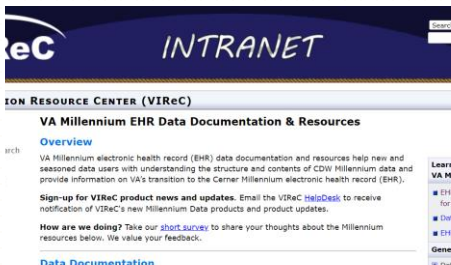 ReC
INTRANET
Search
ION RESOURCE CENTER (VIReC)
VA Millennium EHR Data Documentation & Resources
Overview
arch
VA Millennium electronic health record (EHR) data documentation and resources help new and
seasoned data users with understanding the structure and contents of CDW Millennium data and
provide information on VA's transition to the Cerner Millennium electronic health record (EHR).
Sign-up for VIReC product news and updates. Email the VIReC HelpDesk to receive
notification of VIReC's new Millennium Data products and product updates.
How are we doing? Take our short survey to share your thoughts about the Millennium
resources below. We value your feedback.
Data Documentation
Learn
VA M
EH
for
Da
EH
Gene